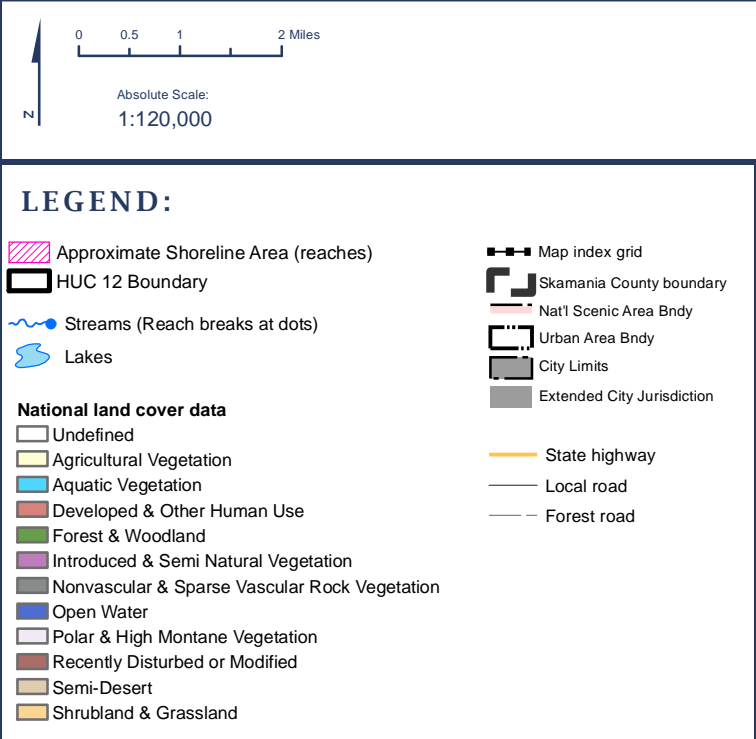 0 0.5 1 2 Miles
Absolute Scale:
1:120,000
N
LEGEND:
Approximate Shoreline Area (reaches)
HUC 12 Boundary
Streams (Reach breaks at dots)
Lakes
National land cover data
Undefined
Agricultural Vegetation
Aquatic Vegetation
Developed & Other Human Use
Forest & Woodland
Introduced & Semi Natural Vegetation
Nonvascular & Sparse Vascular Rock Vegetation
Open Water
Polar & High Montane Vegetation
Recently Disturbed or Modified
Semi-Desert
Shrubland & Grassland
Map index grid
Skamania County boundary
Nat'l Scenic Area Bndy
Urban Area Bndy
City Limits
Extended City Jurisdiction
State highway
Local road
Forest road